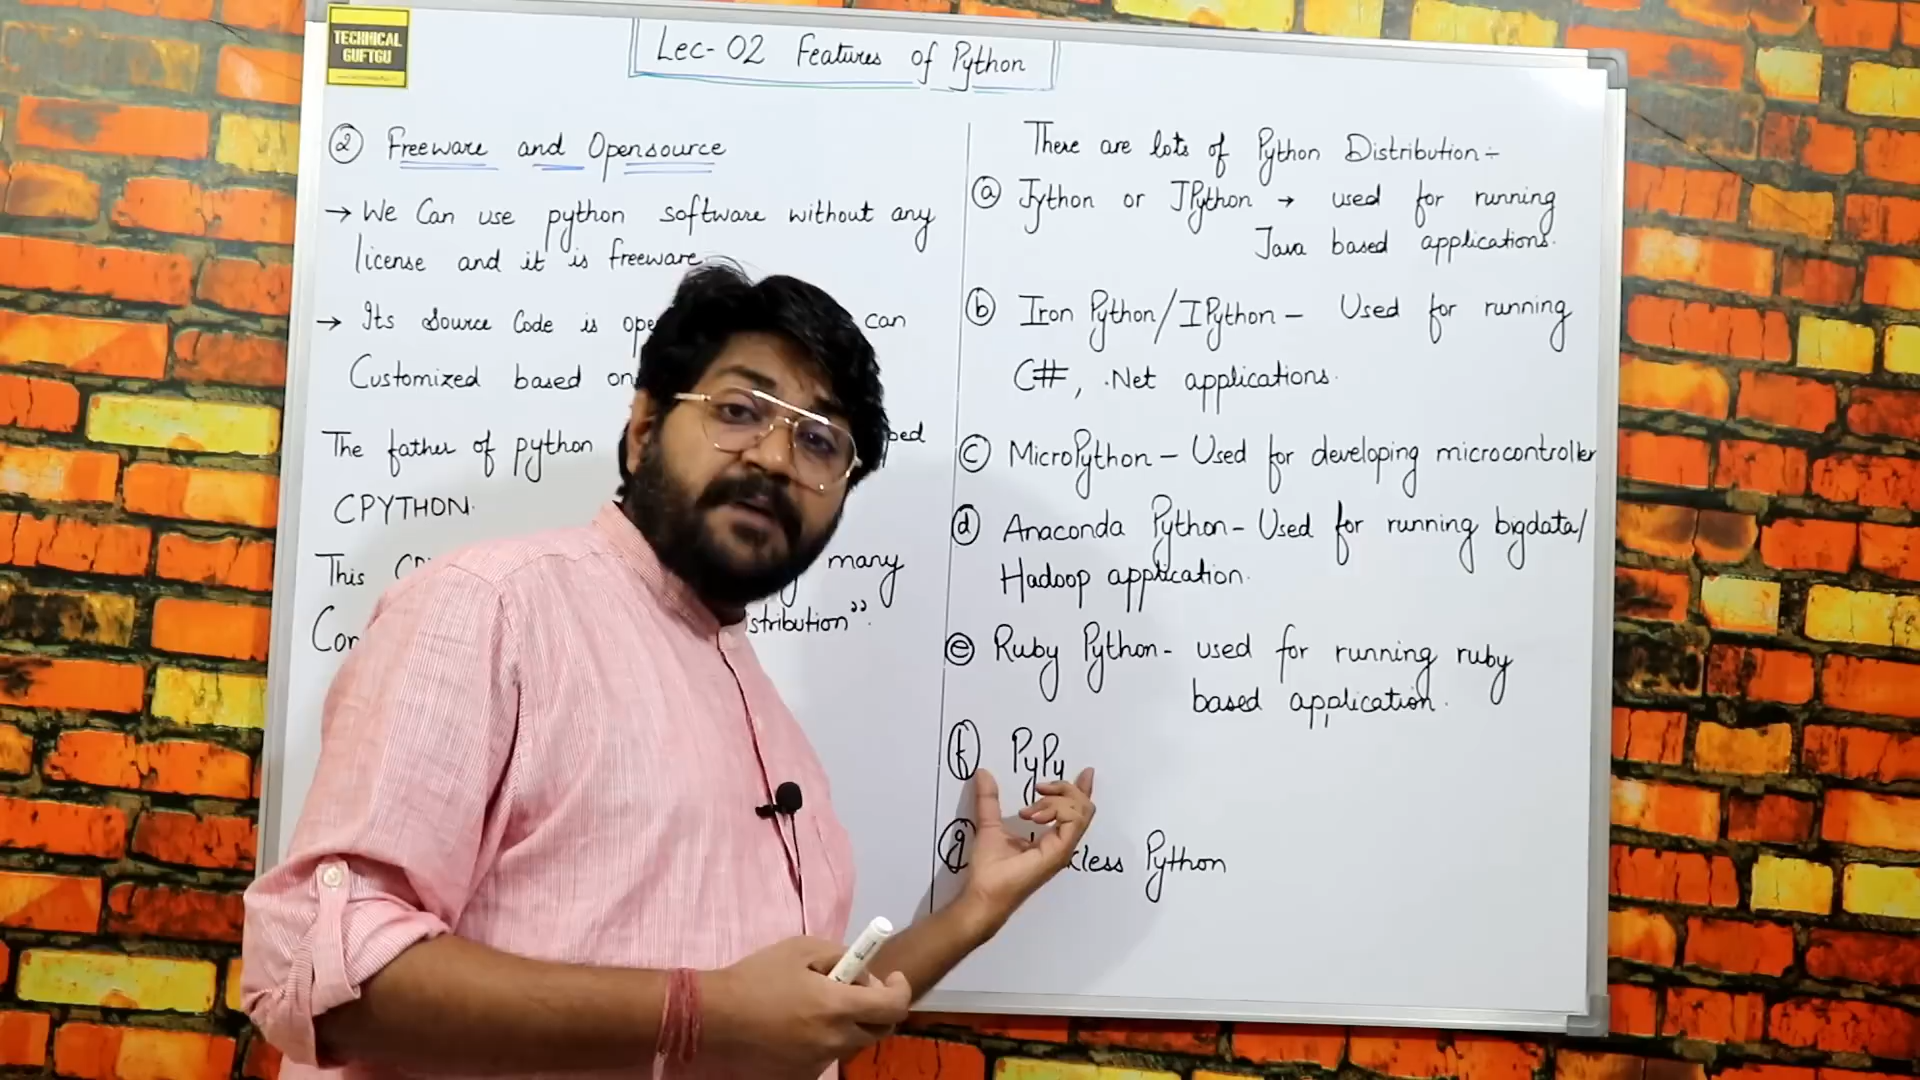 TECHNICAL
GUFTGU
Lec-02 Features of Python
② Freeware and Opensource
→ We Can use python software without any
license and it is freeware
→ Its Source Code is can
Customized based on
The father of python
CPYTHON.
This many
There are lots of Python Distribution:-
ⓐ Jython or JPython → used for running
Java based applications.
ⓑ Iron Python/IPython - Used for running
C#, .Net applications.
ⓒ MicroPython - Used for developing microcontroller
ⓓ Anaconda Python - Used for running bigdata/
Hadoop application.
ⓔ Ruby Python - used for running ruby
based application.
ⓕ PyPy
ⓖ Python